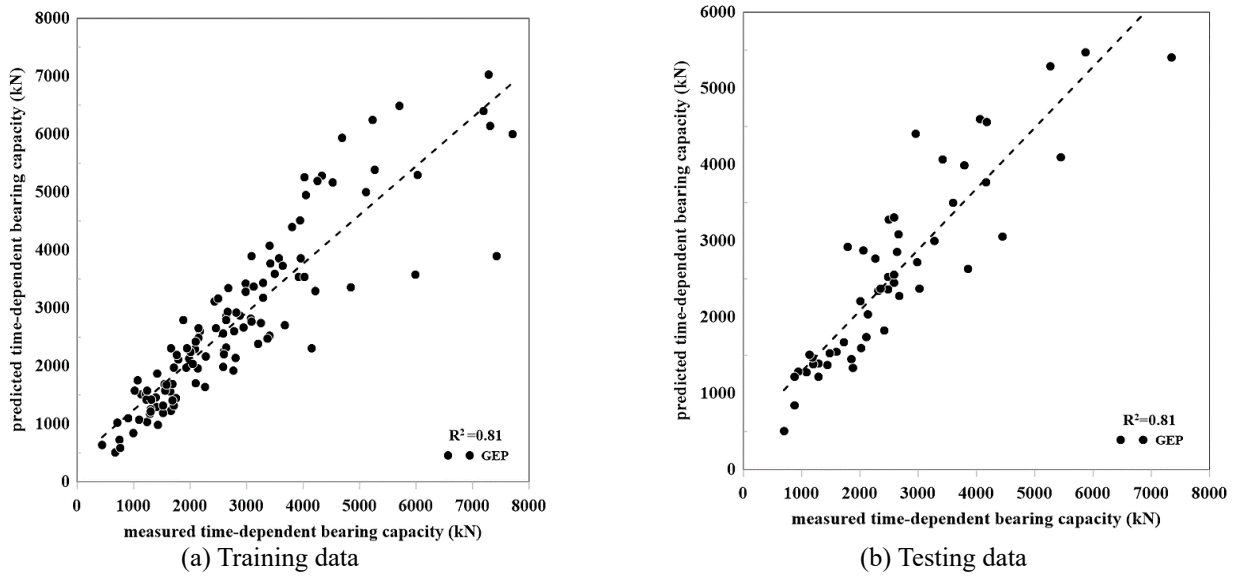 8000
7000
6000
5000
4000
3000
2000
1000
0
predicted time-dependent bearing capacity (kN)
R²=0.81
GEP
0 1000 2000 3000 4000 5000 6000 7000 8000
measured time-dependent bearing capacity (kN)
(a) Training data
6000
5000
4000
3000
2000
1000
0
predicted time-dependent bearing capacity (kN)
R²=0.81
GEP
0 1000 2000 3000 4000 5000 6000 7000 8000
measured time-dependent bearing capacity (kN)
(b) Testing data